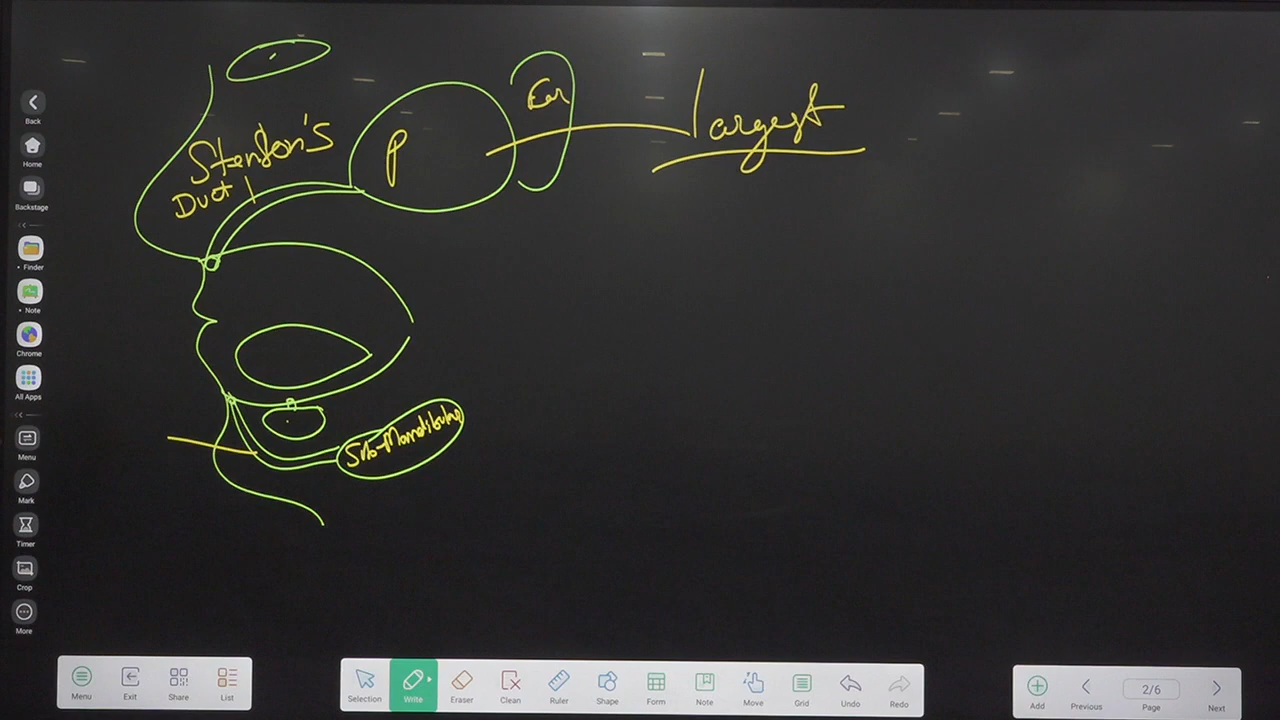 Ear
largest
P
Stenson's
Duct
Sub-Mandibular
Back
Home
Backstage
Finder
Note
Chrome
All Apps
Menu
Mark
Timer
Crop
More
Menu Exit Share List
Selection Write Eraser Clean Ruler Shape Form Note Move Grid Undo Redo
Add Previous 2/6 Page Next